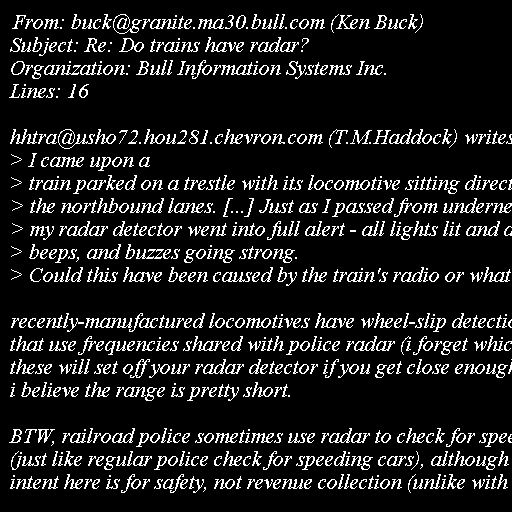 From: buck@granite.ma30.bull.com (Ken Buck)
Subject: Re: Do trains have radar?
Organization: Bull Information Systems Inc.
Lines: 16

hhtra@usho72.hou281.chevron.com (T.M.Haddock) writes
> I came upon a
> train parked on a trestle with its locomotive sitting direct
> the northbound lanes. [...] Just as I passed from underne
> my radar detector went into full alert - all lights lit and a
> beeps, and buzzes going strong.
> Could this have been caused by the train's radio or what

recently-manufactured locomotives have wheel-slip detectio
that use frequencies shared with police radar (i forget whic
these will set off your radar detector if you get close enough
i believe the range is pretty short.

BTW, railroad police sometimes use radar to check for spee
(just like regular police check for speeding cars), although
intent here is for safety, not revenue collection (unlike with